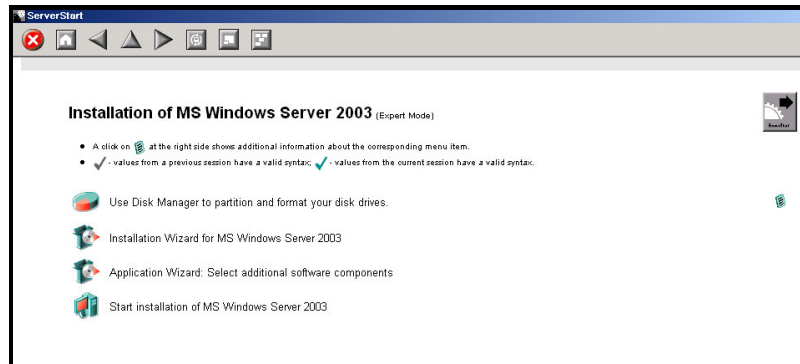 ServerStart
Installation of MS Windows Server 2003 (Expert Mode)
A click on at the right side shows additional information about the corresponding menu item.
- values from a previous session have a valid syntax; - values from the current session have a valid syntax.
Use Disk Manager to partition and format your disk drives.
Installation Wizard for MS Windows Server 2003
Application Wizard: Select additional software components
Start installation of MS Windows Server 2003